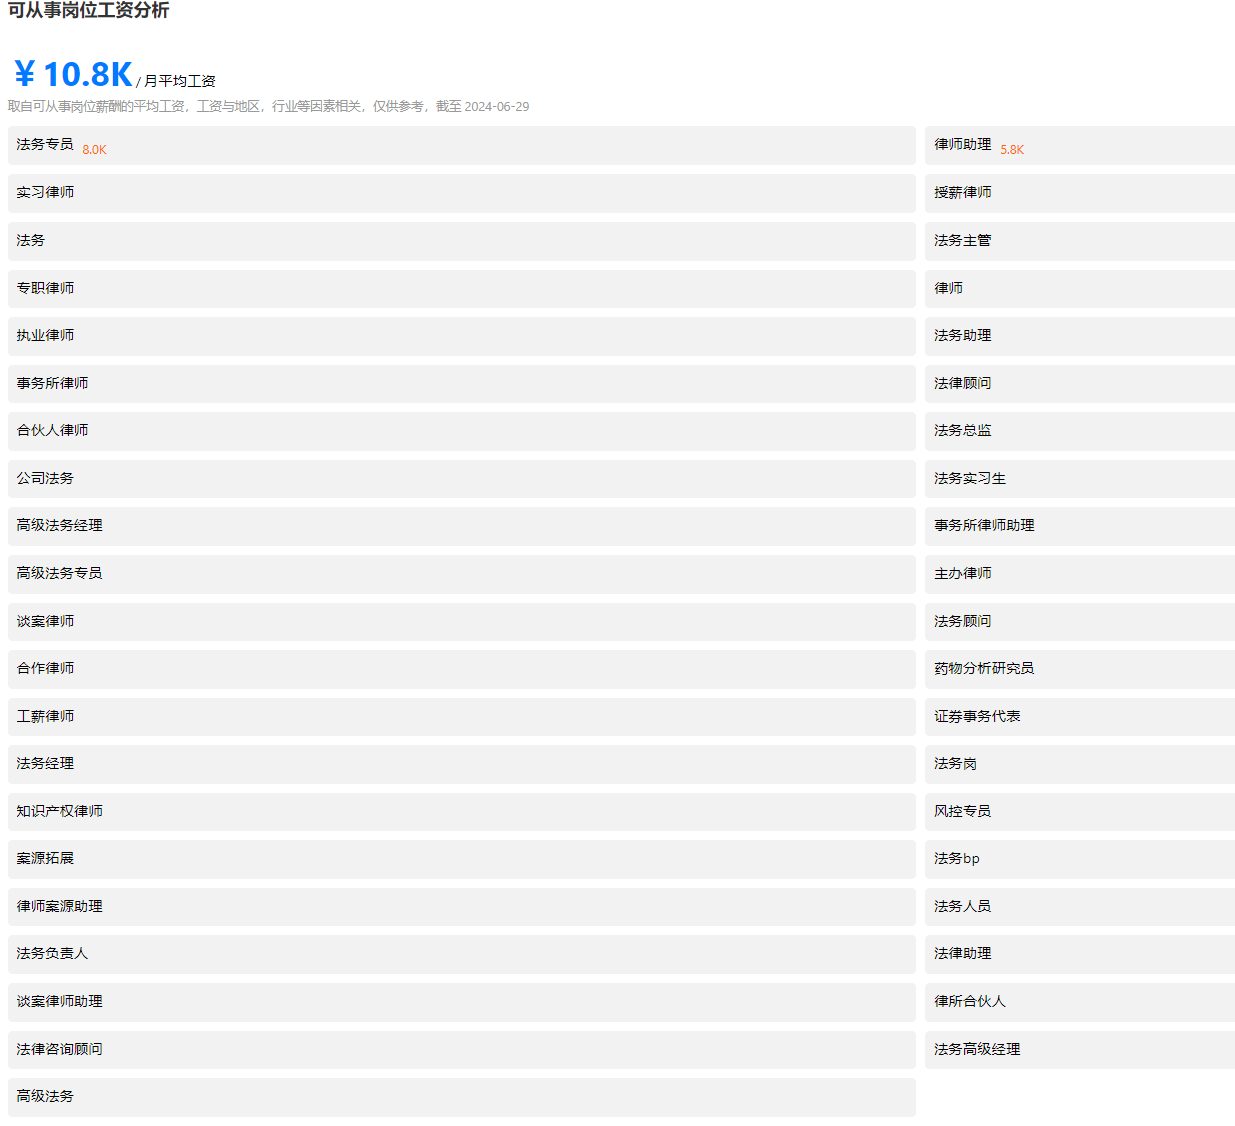 可从事岗位工资分析
￥10.8K / 月平均工资
取自可从事岗位薪酬的平均工资，工资与地区，行业等因素相关，仅供参考，截至 2024-06-29
法务专员 8.0K 律师助理 5.8K
实习律师 授薪律师
法务 法务主管
专职律师 律师
执业律师 法务助理
事务所律师 法律顾问
合伙人律师 法务总监
公司法务 法务实习生
高级法务经理 事务所律师助理
高级法务专员 主办律师
谈案律师 法务顾问
合作律师 药物分析研究员
工薪律师 证券事务代表
法务经理 法务岗
知识产权律师 风控专员
案源拓展 法务bp
律师案源助理 法务人员
法务负责人 法律助理
谈案律师助理 律所合伙人
法律咨询顾问 法务高级经理
高级法务